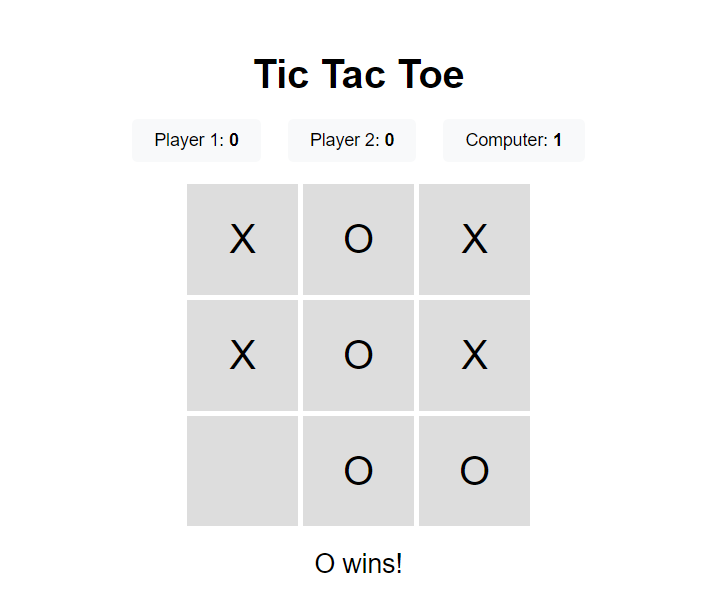 Tic Tac Toe
Player 1: 0 Player 2: 0 Computer: 1
X O X
X O X
O O
O wins!